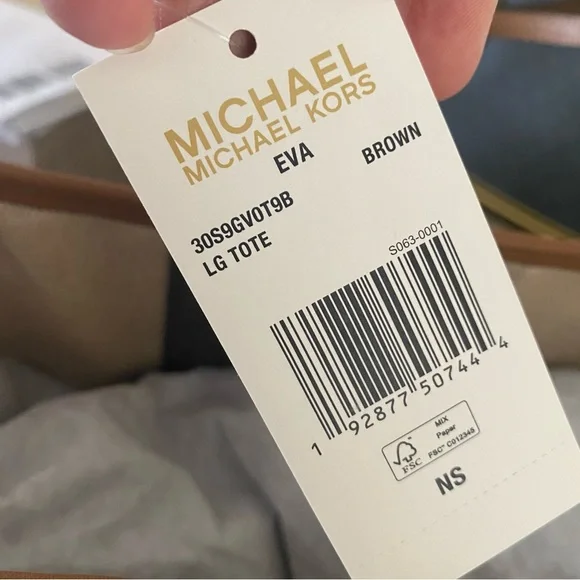 MICHAEL
MICHAEL KORS
EVA BROWN
30S9GV0T9B
LG TOTE
S063-0001
1 92877 50744 4
MIX
Paper
FSC™ C012345
FSC
NS